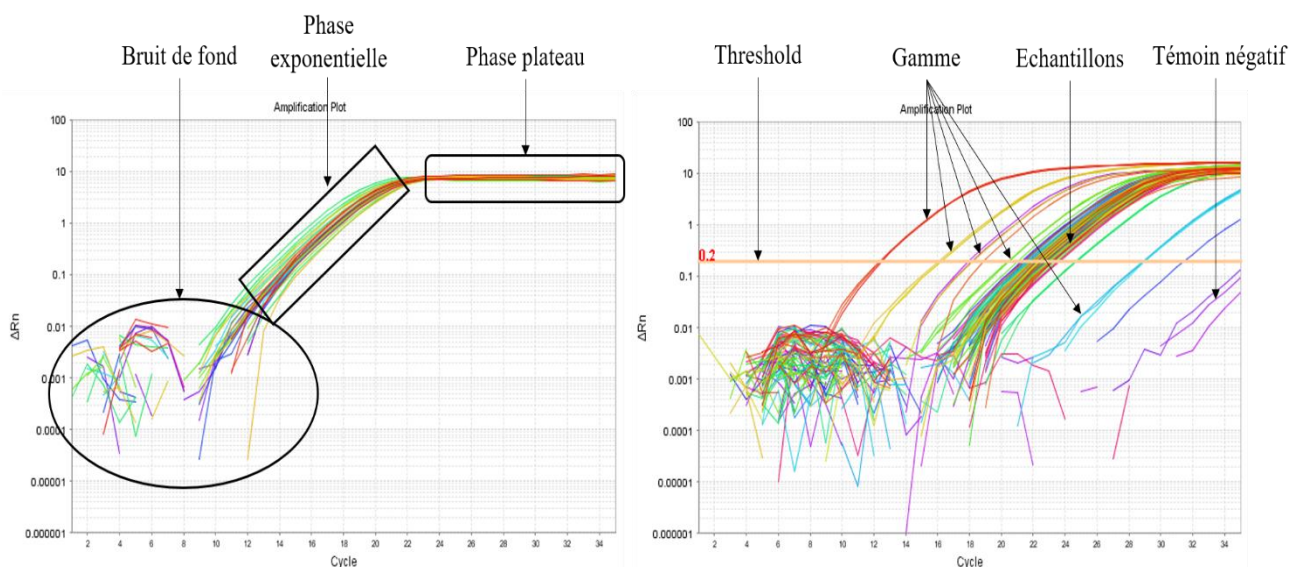 Bruit de fond
Phase
exponentielle
Phase plateau
Amplification Plot
100
10
1
0.1
0.01
0.001
0.0001
0.00001
0.000001
ΔRn
2 4 6 8 10 12 14 16 18 20 22 24 26 28 30 32 34
Cycle
Threshold
Gamme
Echantillons
Témoin négatif
Amplification Plot
100
10
1
0.2
0.1
0.01
0.001
0.0001
0.00001
0.000001
ΔRn
2 4 6 8 10 12 14 16 18 20 22 24 26 28 30 32 34
Cycle